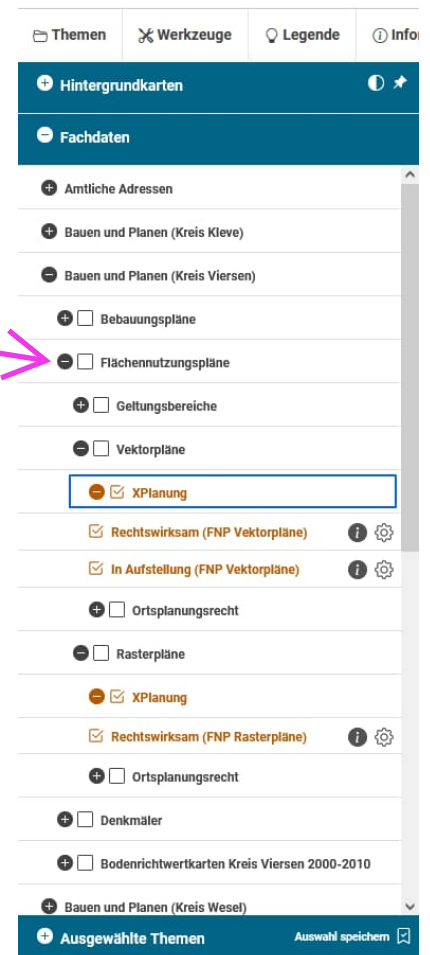 Themen Werkzeuge Legende Infor
Hintergrundkarten
Fachdaten
Amtliche Adressen
Bauen und Planen (Kreis Kleve)
Bauen und Planen (Kreis Viersen)
Bebauungspläne
Flächennutzungspläne
Geltungsbereiche
Vektorpläne
XPlanung
Rechtswirksam (FNP Vektorpläne)
In Aufstellung (FNP Vektorpläne)
Ortsplanungsrecht
Rasterpläne
XPlanung
Rechtswirksam (FNP Rasterpläne)
Ortsplanungsrecht
Denkmäler
Bodenrichtwertkarten Kreis Viersen 2000-2010
Bauen und Planen (Kreis Wesel)
Ausgewählte Themen Auswahl speichern